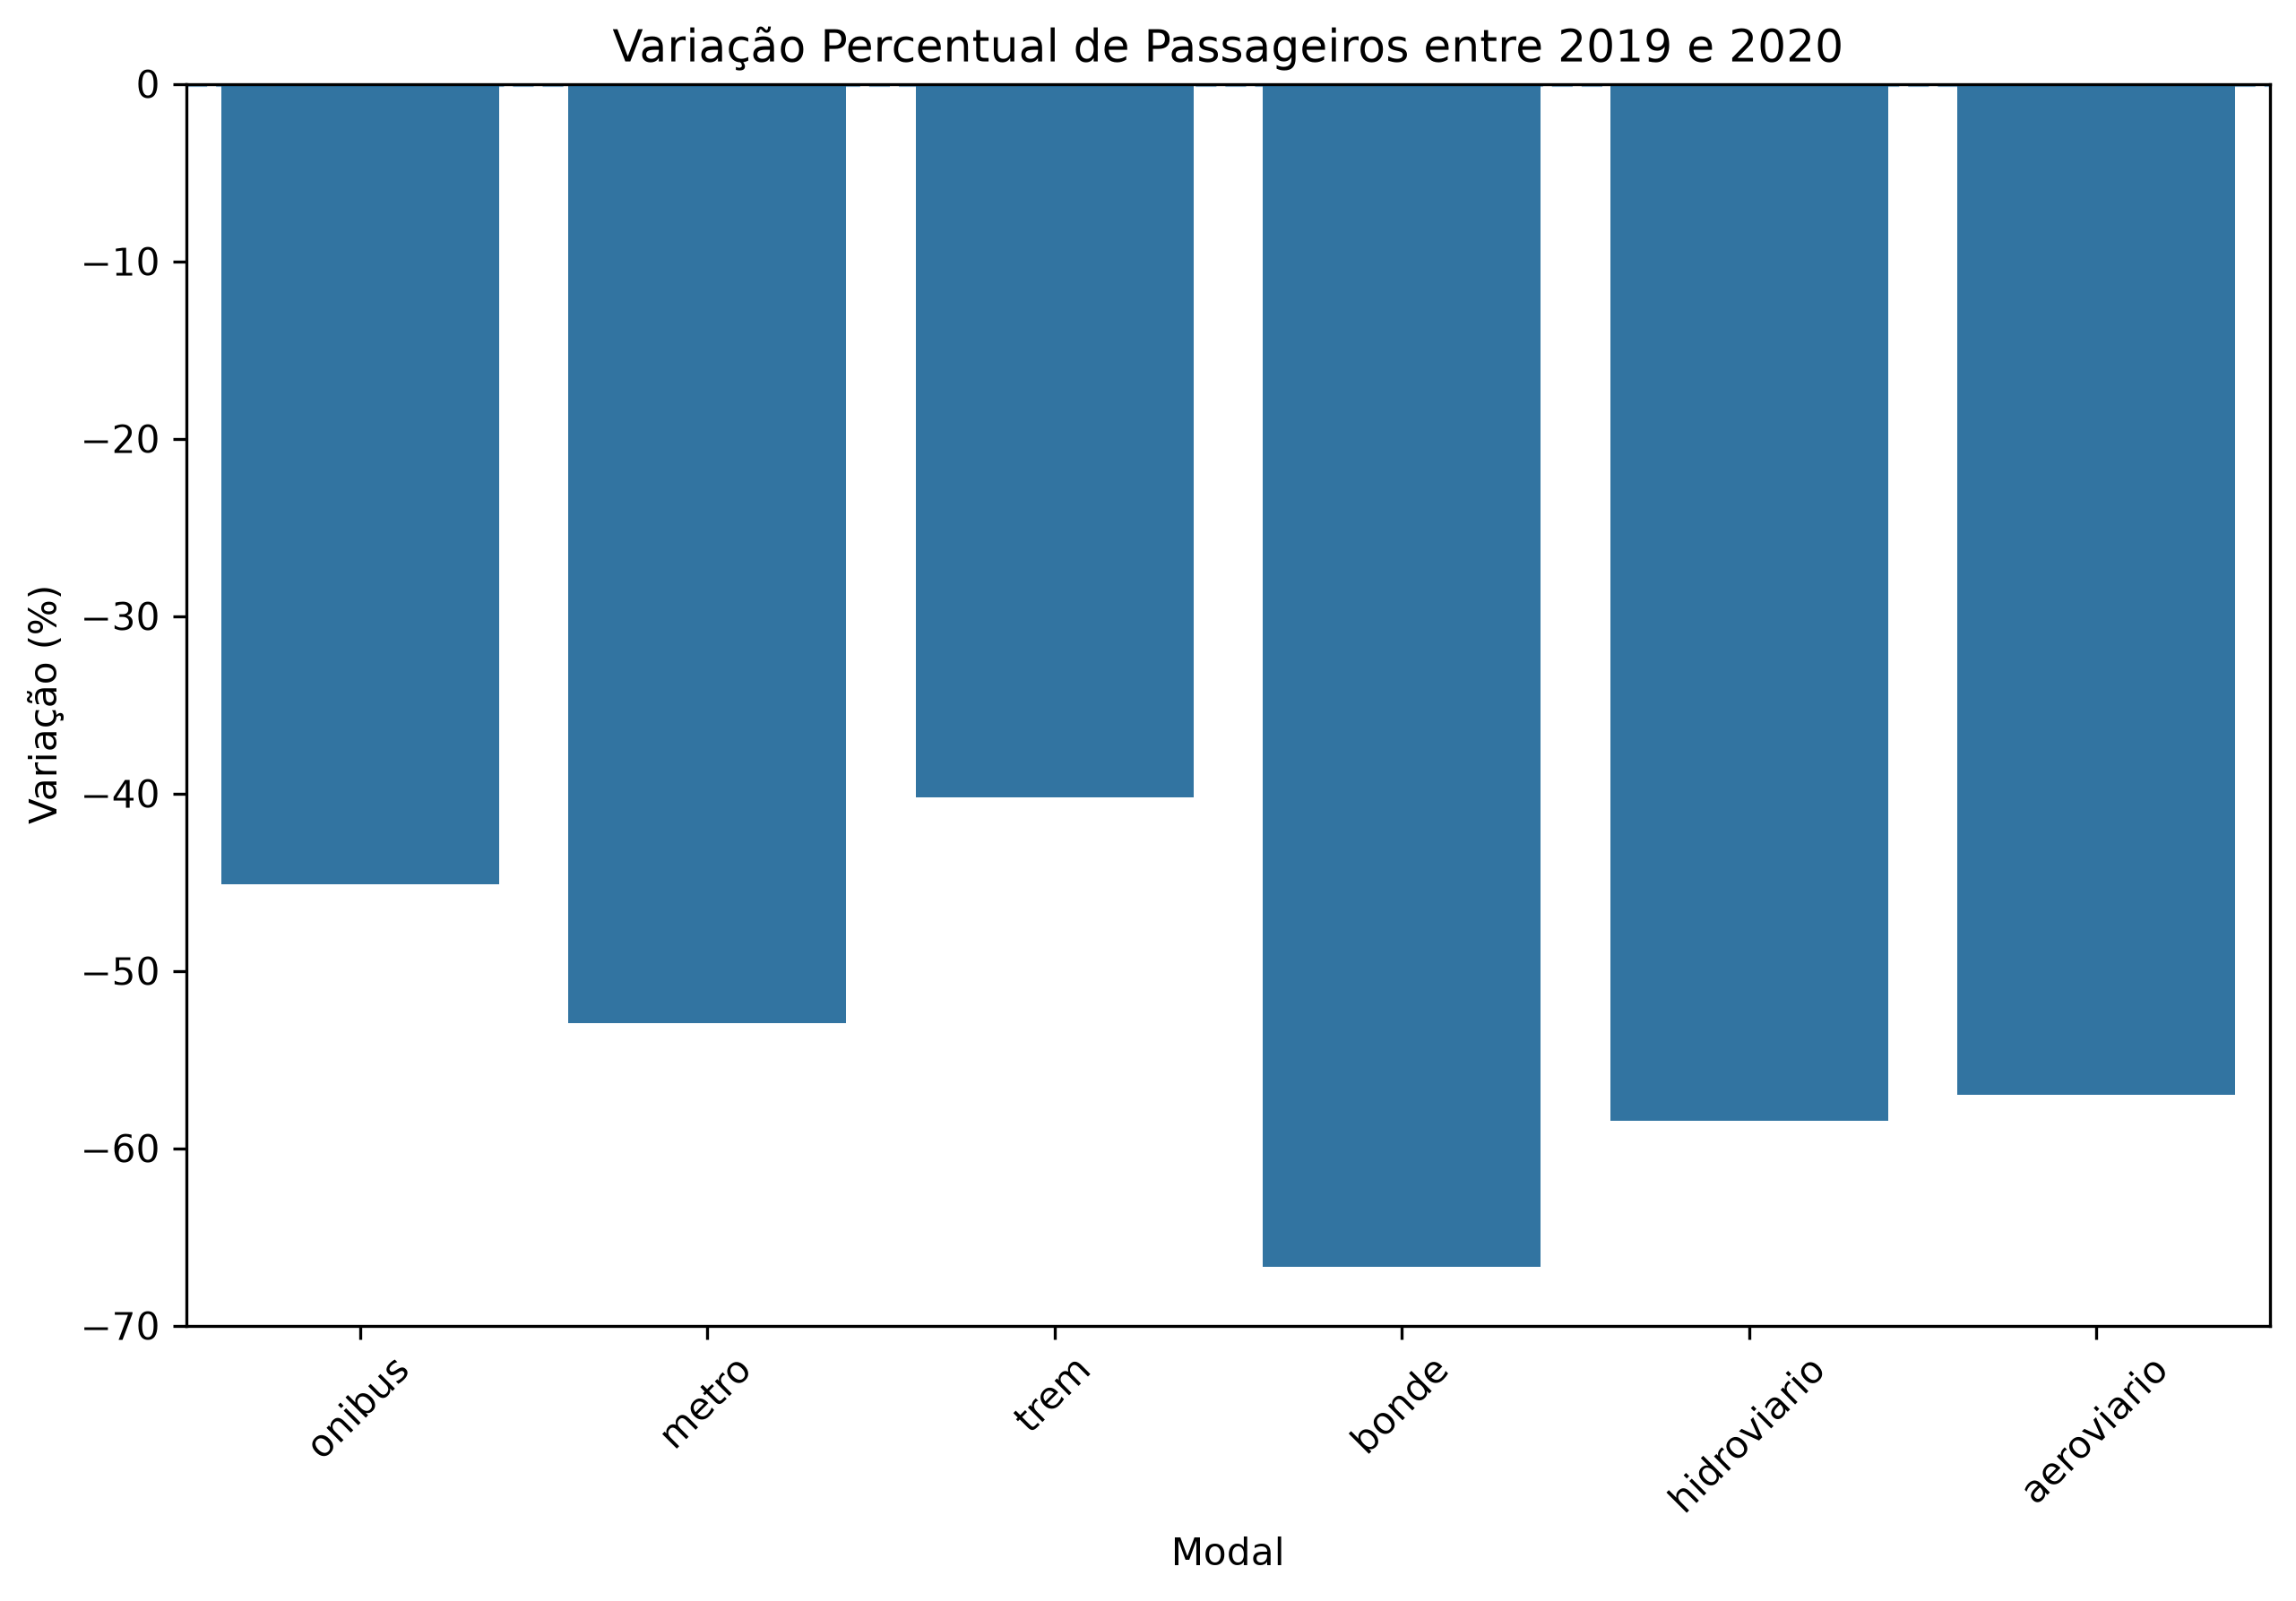 Variação Percentual de Passageiros entre 2019 e 2020
0
−10
−20
−30
−40
−50
−60
−70
Variação (%)
onibus
metro
trem
bonde
hidroviario
aeroviario
Modal